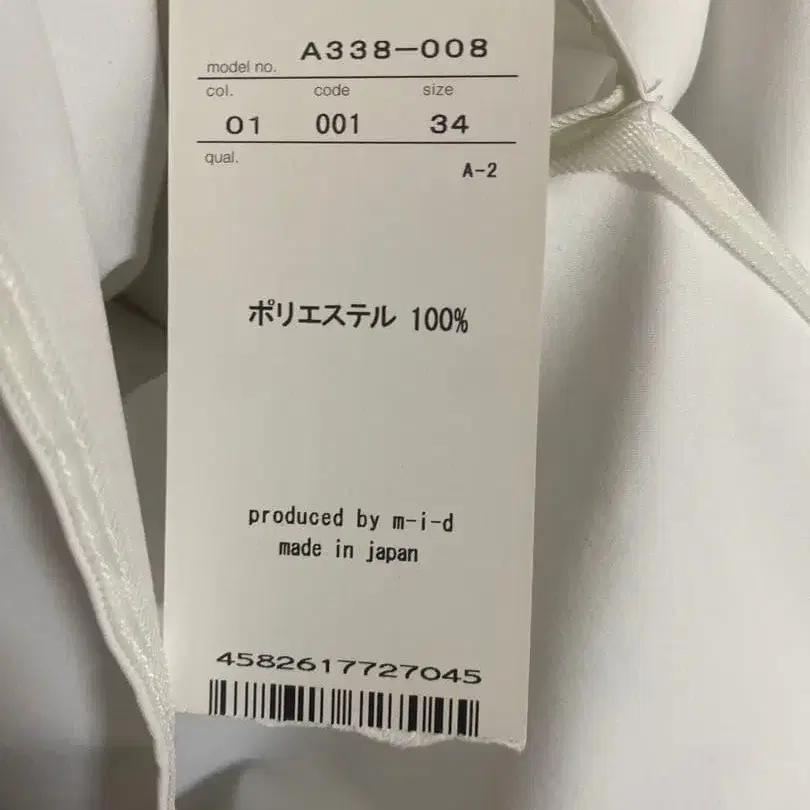 model no. A338-008
col. code size
01 001 34
qual.
A-2
ポリエステル 100%
produced by m-i-d
made in japan
4582617727045